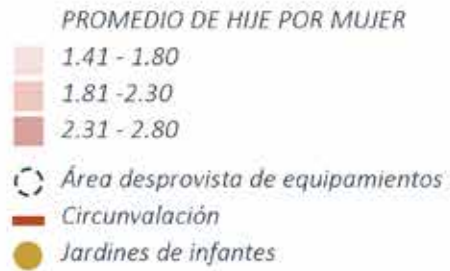 PROMEDIO DE HIJE POR MUJER
1.41 - 1.80
1.81 -2.30
2.31 - 2.80
Área desprovista de equipamientos
Circunvalación
Jardines de infantes